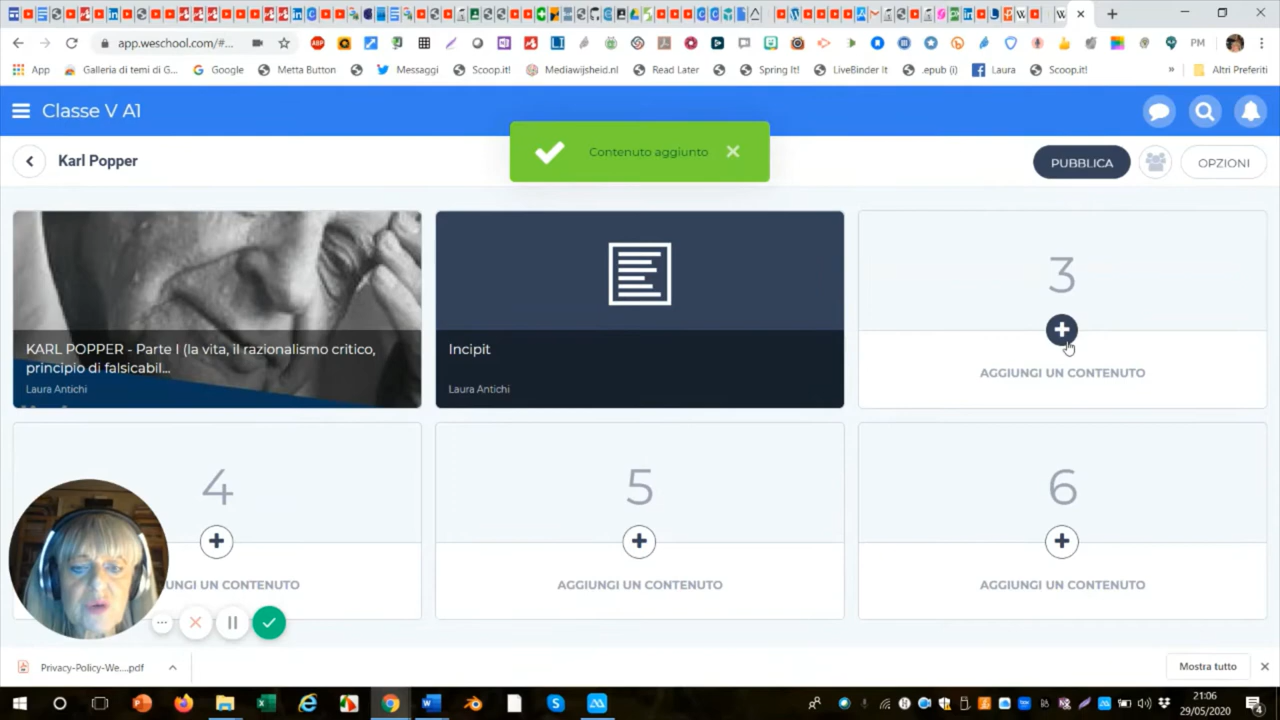 app.weschool.com/#...
PM
App
Galleria di temi di G...
Google
Metta Button
Messaggi
Scoop.it!
Mediawijsheid.nl
Read Later
Spring It!
LiveBinder It
.epub (i)
Laura
Scoop.it!
»
Altri Preferiti
Classe V A1
Contenuto aggiunto
Karl Popper
PUBBLICA
OPZIONI
KARL POPPER - Parte I (la vita, il razionalismo critico,
principio di falsicabil...
Laura Antichi
Incipit
Laura Antichi
3
AGGIUNGI UN CONTENUTO
4
UNGI UN CONTENUTO
5
AGGIUNGI UN CONTENUTO
6
AGGIUNGI UN CONTENUTO
Privacy-Policy-We....pdf
Mostra tutto
21:06
29/05/2020